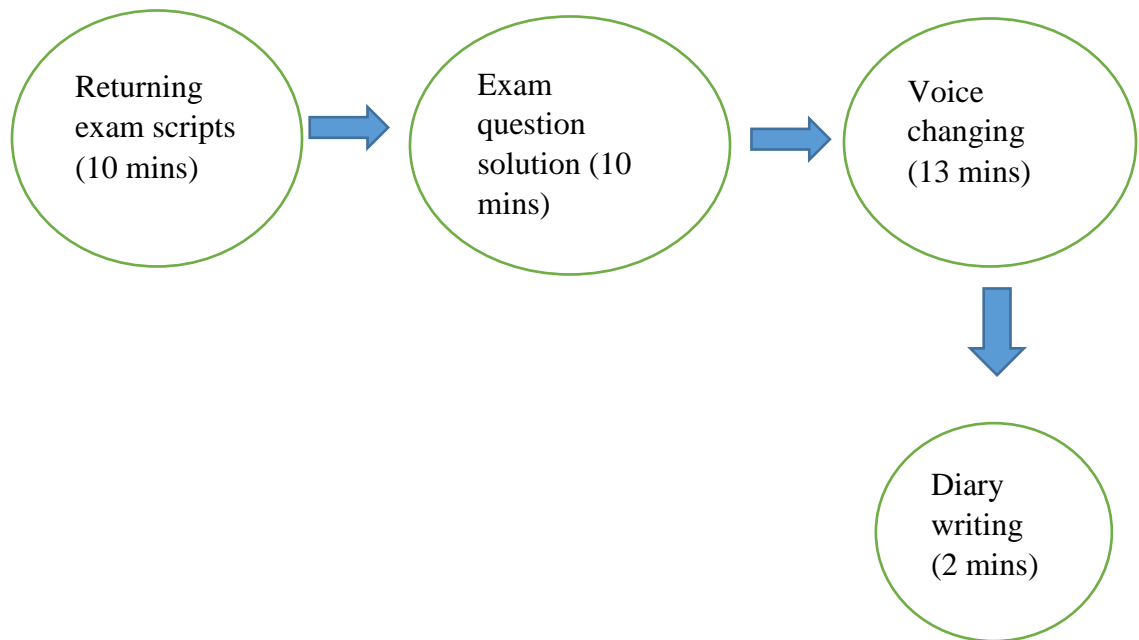 Returning
exam scripts
(10 mins)
Exam
question
solution (10
mins)
Voice
changing
(13 mins)
Diary
writing
(2 mins)